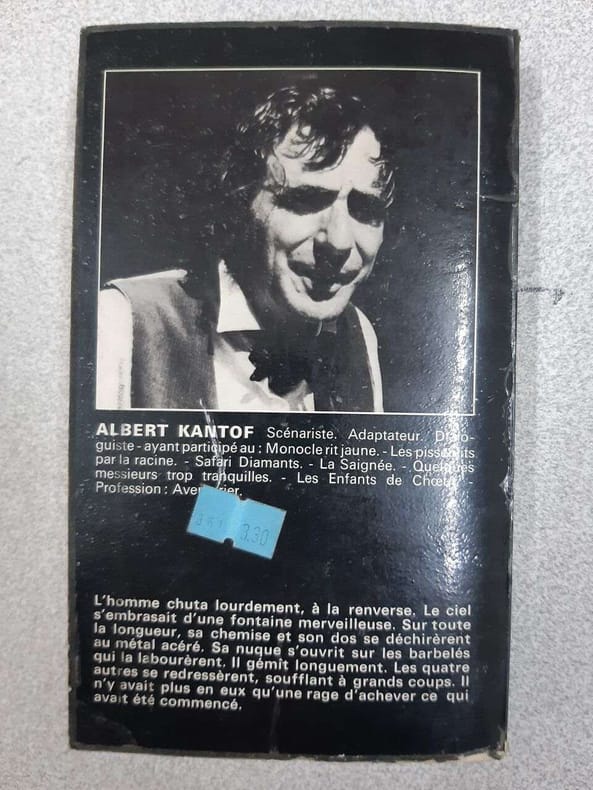 ALBERT KANTOF Scénariste. Adaptateur. Dialo-
guiste - ayant participé au : Monocle rit jaune. - Les pissenlits
par la racine. - Safari Diamants. - La Saignée. - Quelques
messieurs trop tranquilles. - Les Enfants de Chœur. -
Profession : Aventurier.
3.30
L'homme chuta lourdement, à la renverse. Le ciel
s'embrasait d'une fontaine merveilleuse. Sur toute
la longueur, sa chemise et son dos se déchirèrent
au métal acéré. Sa nuque s'ouvrit sur les barbelés
qui la labourèrent. Il gémît longuement. Les quatre
autres se redressèrent, soufflant à grands coups. Il
n'y avait plus en eux qu'une rage d'achever ce qui
avait été commencé.